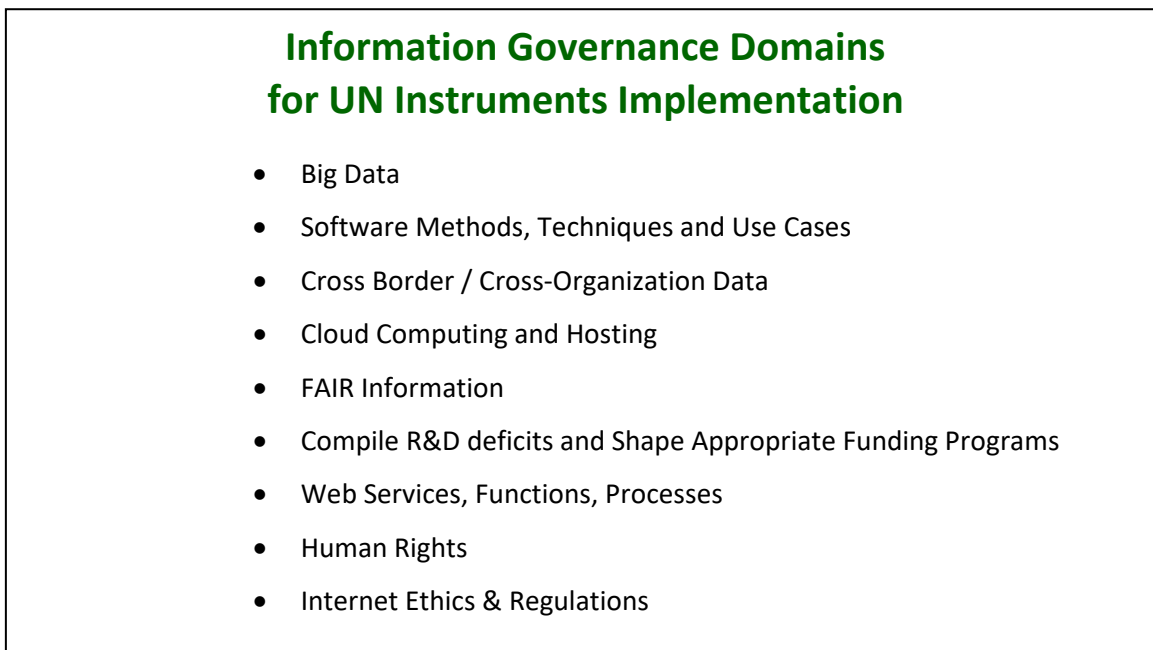 Information Governance Domains
for UN Instruments Implementation
• Big Data
• Software Methods, Techniques and Use Cases
• Cross Border / Cross-Organization Data
• Cloud Computing and Hosting
• FAIR Information
• Compile R&D deficits and Shape Appropriate Funding Programs
• Web Services, Functions, Processes
• Human Rights
• Internet Ethics & Regulations